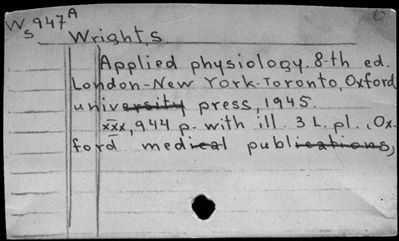 Ws947A
Wright, s.
Applied physiology. 8-th ed.
London-New York-Toronto, Oxford
university press, 1945.
xxx, 944 p. with ill. 3 L. pl. (Ox-
ford medical publications)